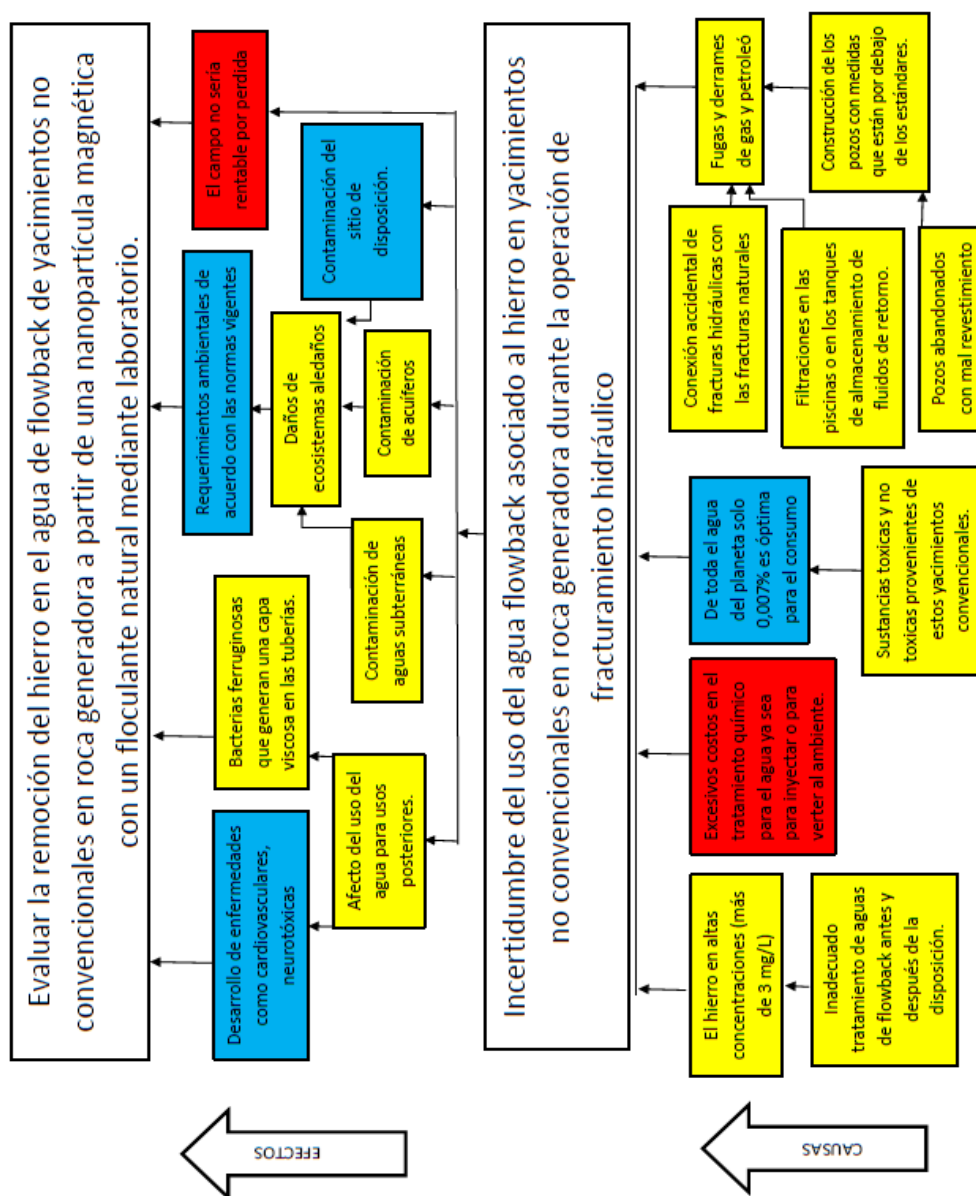 Evaluar la remoción del hierro en el agua de flowback de yacimientos no
convencionales en roca generadora a partir de una nanopartícula magnética
con un floculante natural mediante laboratorio.
EFECTOS
Desarrollo de enfermedades
como cardiovasculares,
neurotóxicas
Bacterias ferruginosas
que generan una capa
viscosa en las tuberías.
Requerimientos ambientales de
acuerdo con las normas vigentes
El campo no sería
rentable por perdida
Afecto del uso del
agua para usos
posteriores.
Contaminación de
aguas subterráneas
Daños de
ecosistemas aledaños
Contaminación
de acuíferos
Contaminación del
sitio de
disposición.
Incertidumbre del uso del agua flowback asociado al hierro en yacimientos
no convencionales en roca generadora durante la operación de
fracturamiento hidráulico
CAUSAS
El hierro en altas
concentraciones (más
de 3 mg/L)
Inadecuado
tratamiento de aguas
de flowback antes y
después de la
disposición.
Excesivos costos en el
tratamiento químico
para el agua ya sea
para inyectar o para
verter al ambiente.
De toda el agua
del planeta solo
0,007% es óptima
para el consumo
Sustancias toxicas y no
toxicas provenientes de
estos yacimientos
convencionales.
Conexión accidental de
fracturas hidráulicas con
las fracturas naturales
Filtraciones en las
piscinas o en los tanques
de almacenamiento de
fluidos de retorno.
Pozos abandonados
con mal revestimiento
Fugas y derrames
de gas y petroleó
Construcción de los
pozos con medidas
que están por debajo
de los estándares.